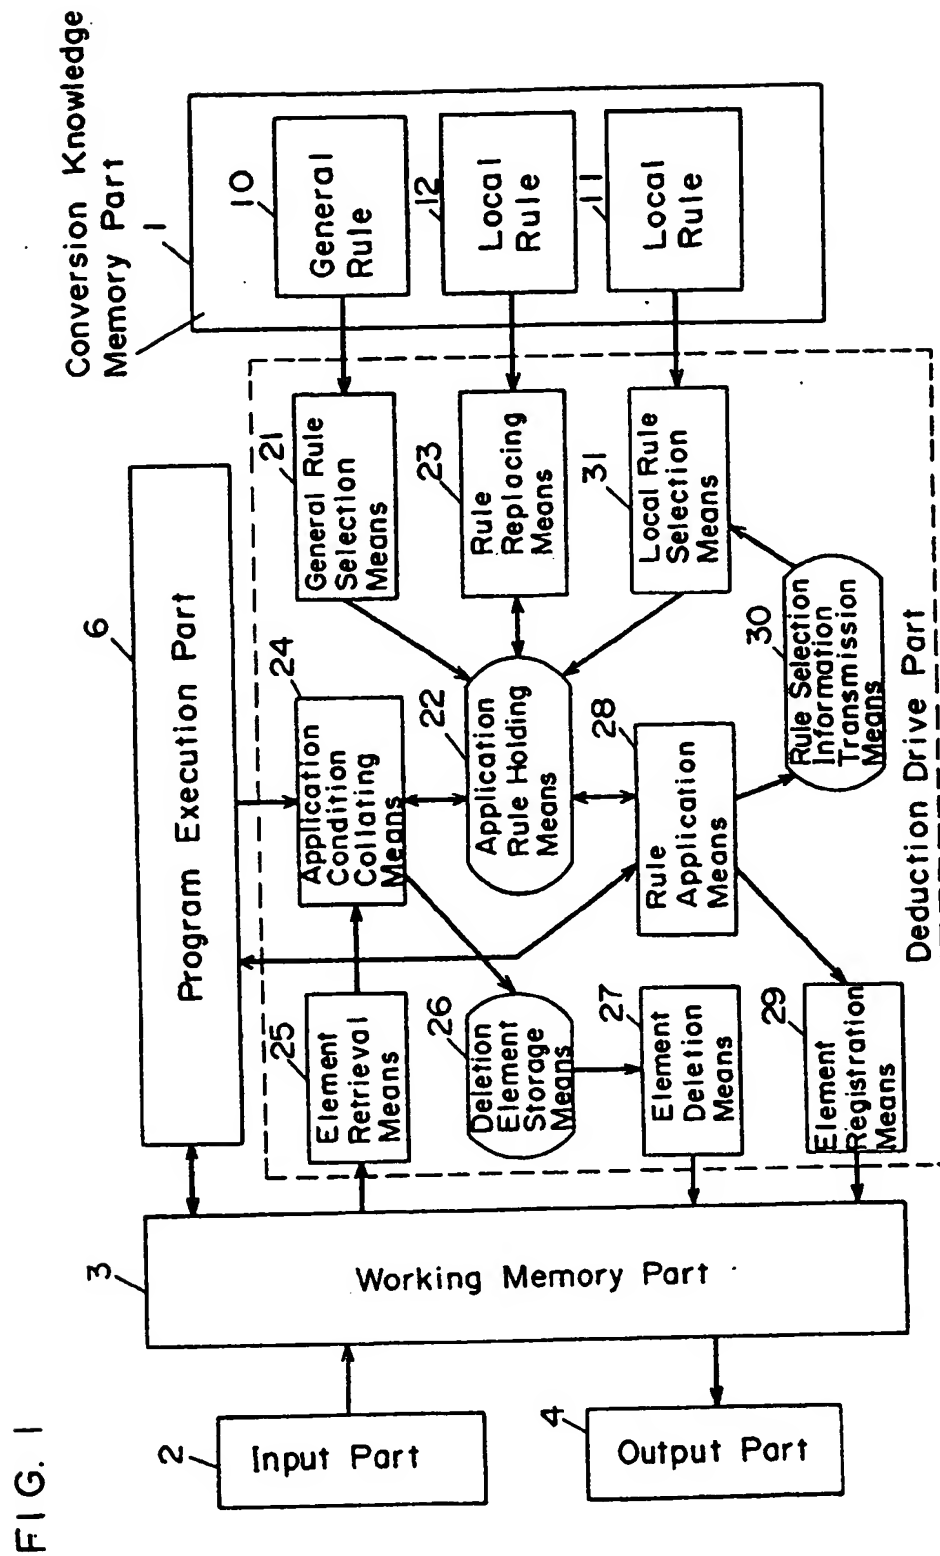 FIG. 1
Conversion Knowledge
Memory Part
1
10
General
Rule
12
Local
Rule
11
Local
Rule
6
Program Execution Part
21
General Rule
Selection
Means
23
Rule
Replacing
Means
31
Local Rule
Selection
Means
24
Application
Condition
Collating
Means
22
Application
Rule Holding
Means
28
Rule
Application
Means
30
Rule Selection
Information
Transmission
Means
25
Element
Retrieval
Means
26
Deletion
Element
Storage
Means
27
Element
Deletion
Means
29
Element
Registration
Means
Deduction Drive Part
3
Working Memory Part
2
Input Part
4
Output Part